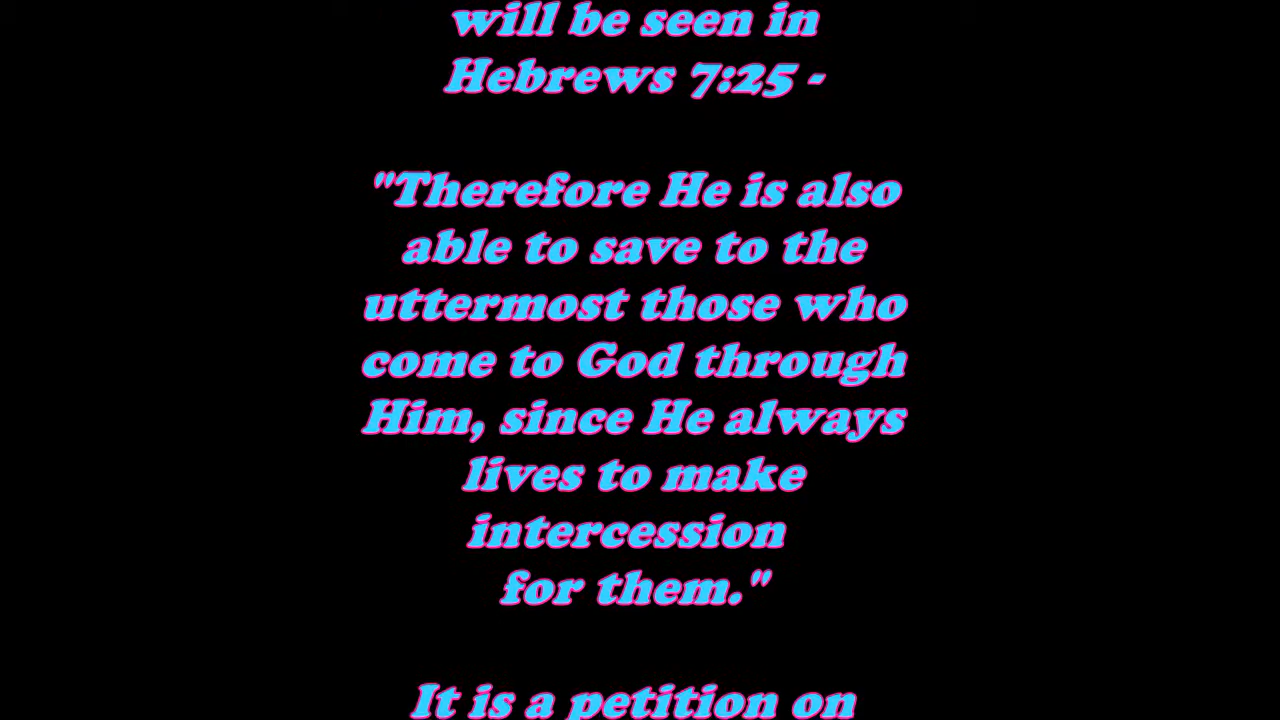 will be seen in
Hebrews 7:25 -
"Therefore He is also
able to save to the
uttermost those who
come to God through
Him, since He always
lives to make
intercession
for them."
It is a petition on